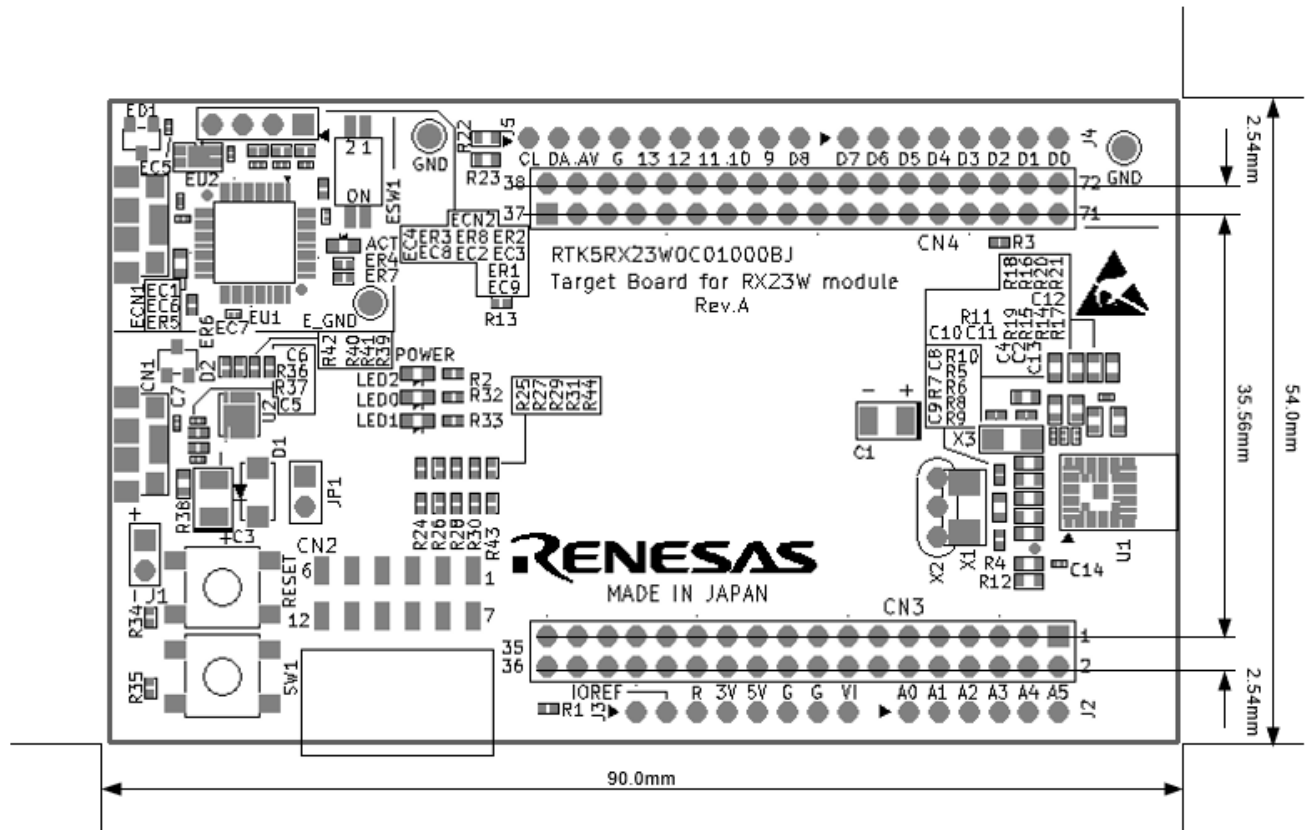 ED1
EC5
EU2
2 1
ON
ESW1
GND
R22
R23
J5
CL DA AV G 13 12 11 10 9 D8
D7 D6 D5 D4 D3 D2 D1 D0
J4
GND
38
72
37
71
CN4
R3
ACT
ER4
ER7
ECN2
EC4
ER3 ER8 ER2
EC8 EC2 EC3
ER1
EC9
R13
RTK5RX23W0C01000BJ
Target Board for RX23W module
Rev.A
ECN1
EC1
EC6
ER5
ER6
EC7
EU1
E_GND
R18
R16
R20
R21
C12
R11
C10 C11
R19
R15
R14
R17
C4
C2
C13
CN1
C7
D2
C6
R36
R37
C5
U2
R42
R40
R41
R39
POWER
LED2
R2
LED0
R32
LED1
R33
R25
R27
R29
R31
R44
C8
R10
R5
R7
R6
R8
C9
R9
- +
C1
X3
D1
JP1
R38
+C3
+
-
J1
R34
R35
RESET
SW1
CN2
6
1
12
7
R24
R26
R28
R30
R43
RENESAS
MADE IN JAPAN
X2
X1
R4
R12
C14
U1
CN3
35
1
36
2
IOREF R 3V 5V G G VI A0 A1 A2 A3 A4 A5
R1
J3
J2
2.54mm
35.56mm
54.0mm
2.54mm
90.0mm